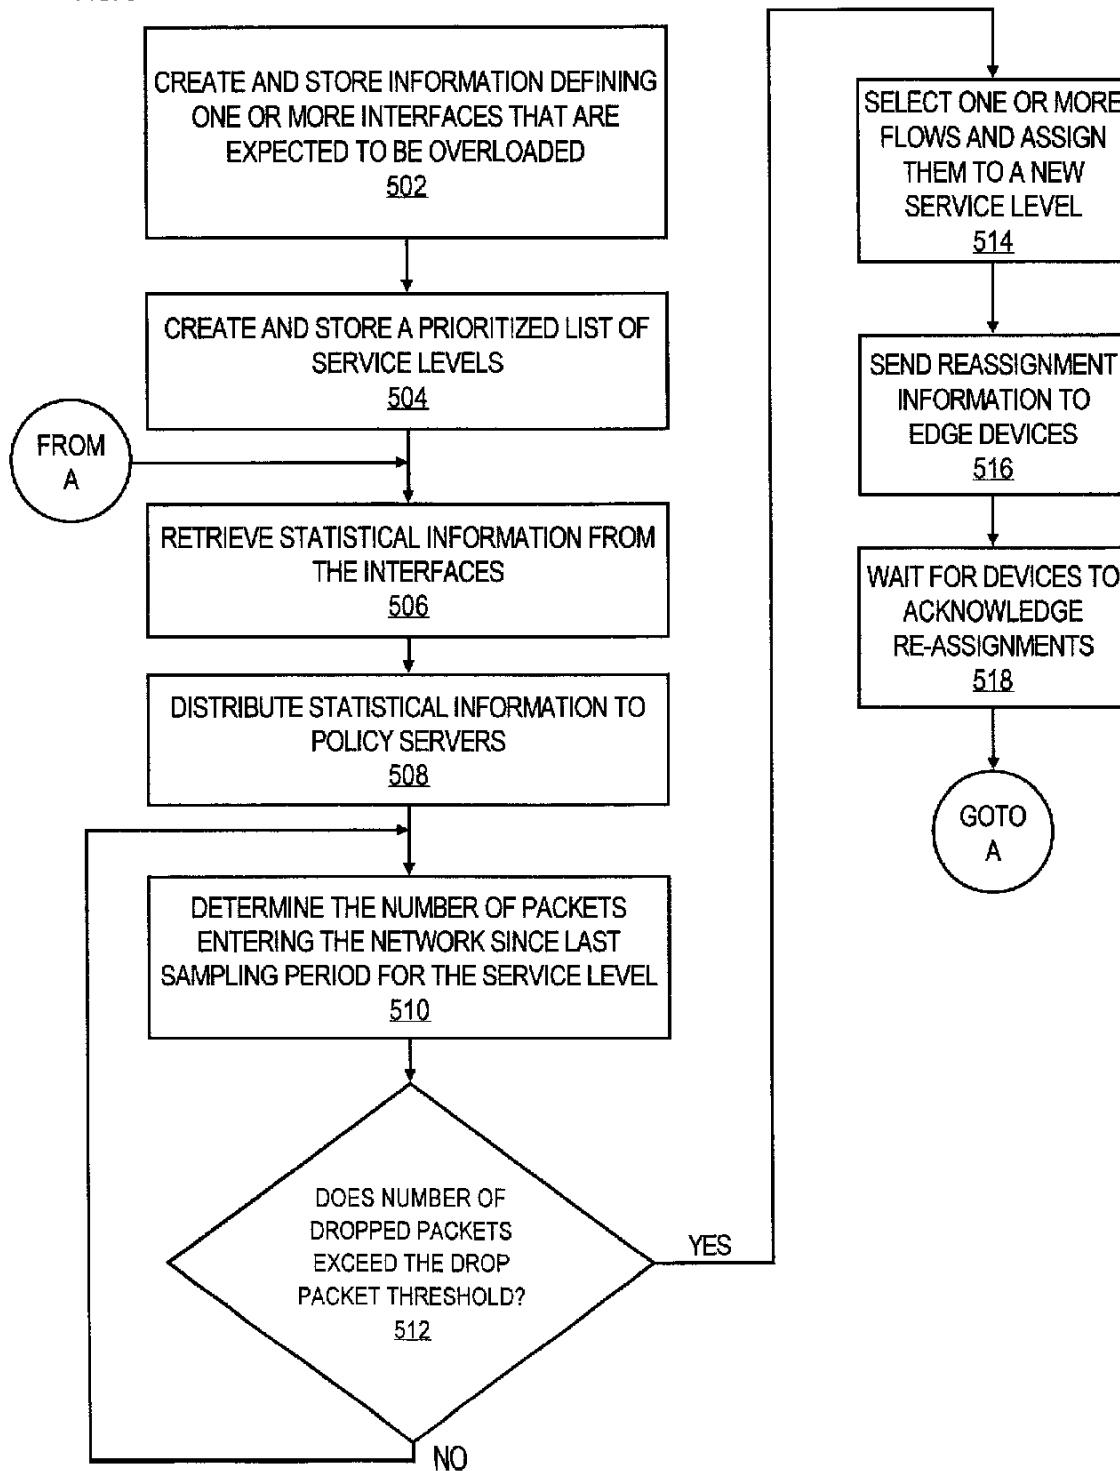 CREATE AND STORE INFORMATION DEFINING
ONE OR MORE INTERFACES THAT ARE
EXPECTED TO BE OVERLOADED
502
CREATE AND STORE A PRIORITIZED LIST OF
SERVICE LEVELS
504
FROM
A
RETRIEVE STATISTICAL INFORMATION FROM
THE INTERFACES
506
DISTRIBUTE STATISTICAL INFORMATION TO
POLICY SERVERS
508
DETERMINE THE NUMBER OF PACKETS
ENTERING THE NETWORK SINCE LAST
SAMPLING PERIOD FOR THE SERVICE LEVEL
510
DOES NUMBER OF
DROPPED PACKETS
EXCEED THE DROP
PACKET THRESHOLD?
512
YES
NO
SELECT ONE OR MORE
FLOWS AND ASSIGN
THEM TO A NEW
SERVICE LEVEL
514
SEND REASSIGNMENT
INFORMATION TO
EDGE DEVICES
516
WAIT FOR DEVICES TO
ACKNOWLEDGE
RE-ASSIGNMENTS
518
GOTO
A